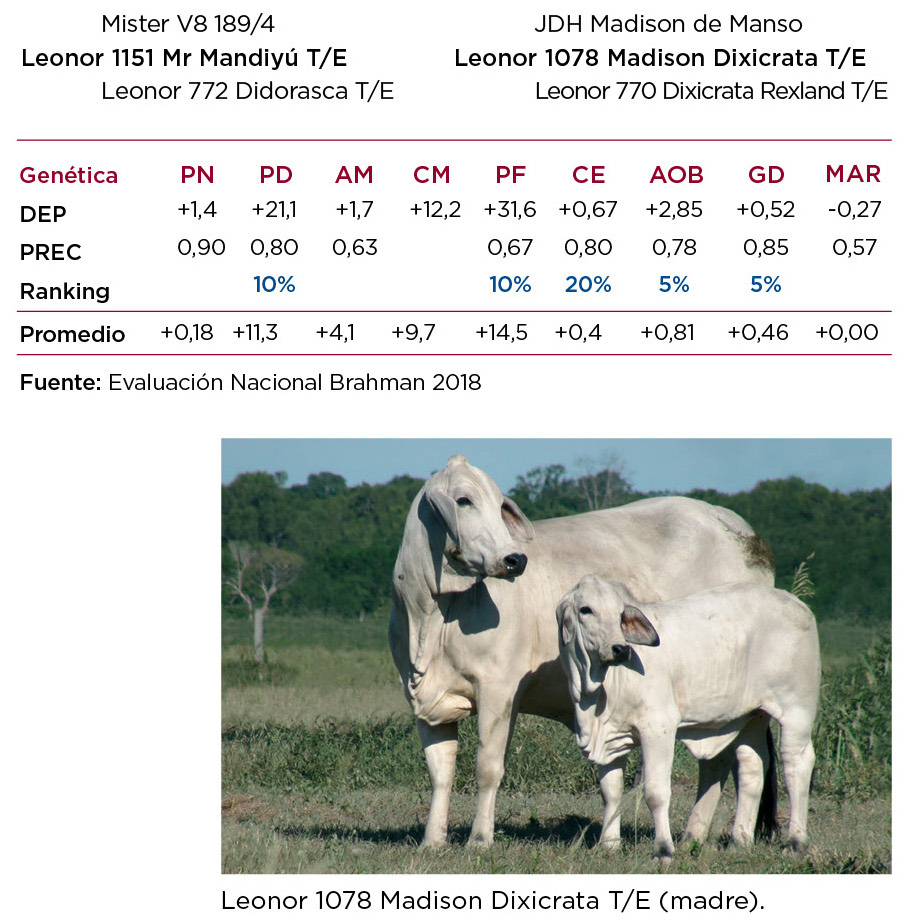 Mister V8 189/4
Leonor 1151 Mr Mandiyú T/E
Leonor 772 Didorasca T/E
JDH Madison de Manso
Leonor 1078 Madison Dixicrata T/E
Leonor 770 Dixicrata Rexland T/E
Genética PN PD AM CM PF CE AOB GD MAR
DEP +1,4 +21,1 +1,7 +12,2 +31,6 +0,67 +2,85 +0,52 -0,27
PREC 0,90 0,80 0,63 0,67 0,80 0,78 0,85 0,57
Ranking 10% 10% 20% 5% 5%
Promedio +0,18 +11,3 +4,1 +9,7 +14,5 +0,4 +0,81 +0,46 +0,00
Fuente: Evaluación Nacional Brahman 2018
Leonor 1078 Madison Dixicrata T/E (madre).